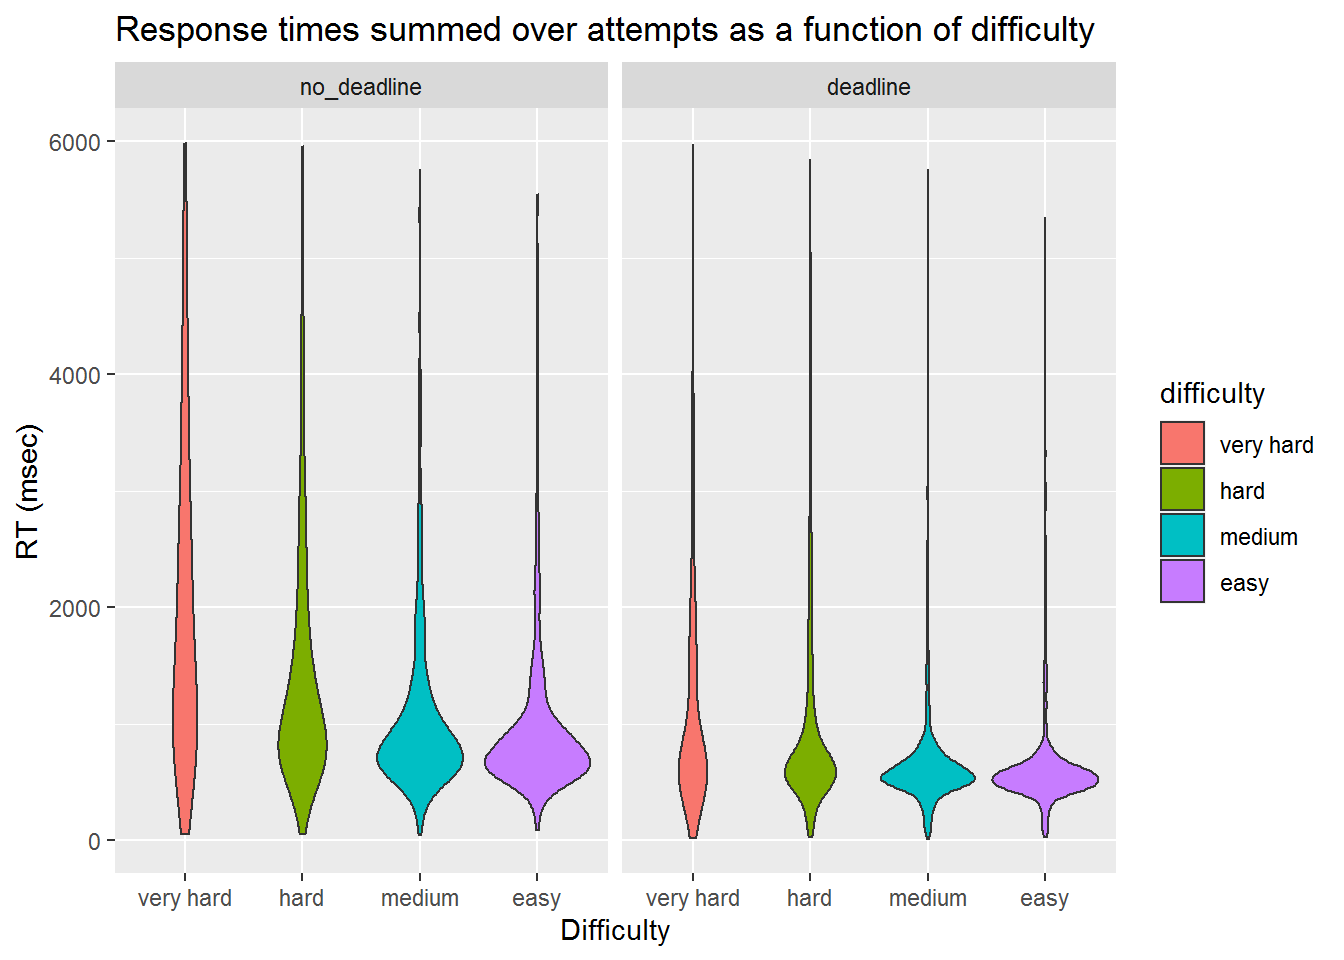 Response times summed over attempts as a function of difficulty
no_deadline
deadline
6000
4000
2000
0
RT (msec)
very hard
hard
medium
easy
very hard
hard
medium
easy
Difficulty
difficulty
very hard
hard
medium
easy